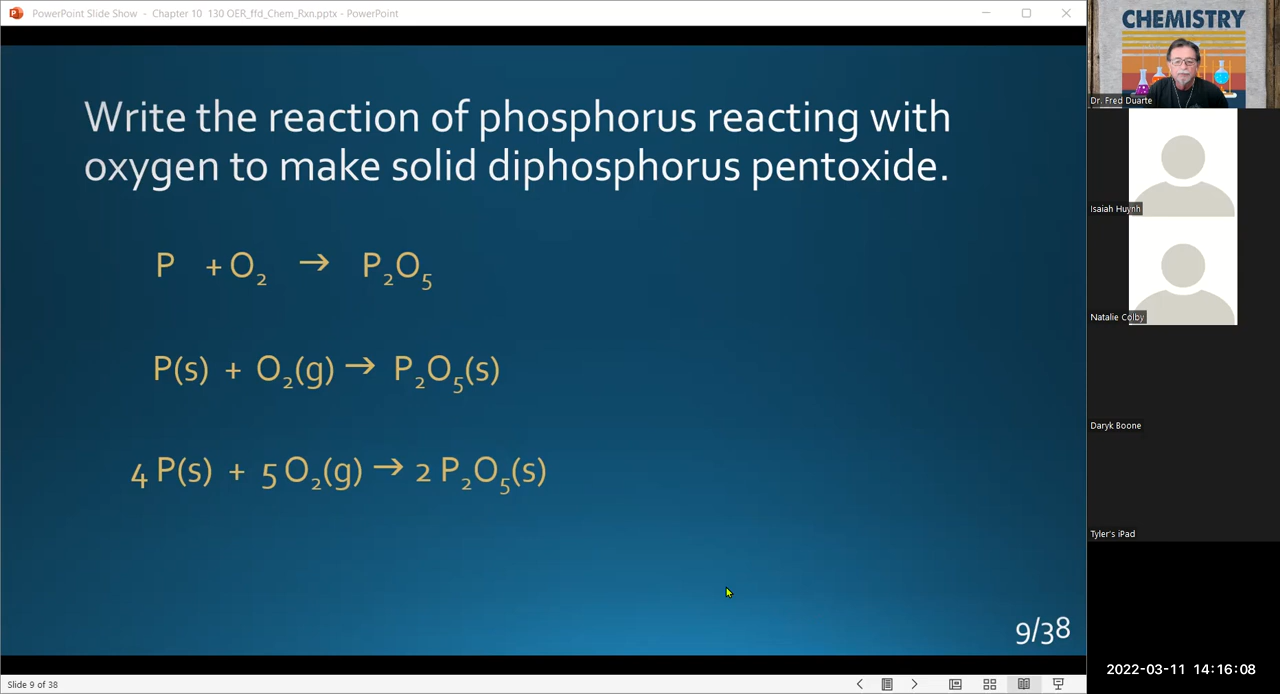 PowerPoint Slide Show - Chapter 10 130 OER_ffd_Chem_Rxn.pptx - PowerPoint
Write the reaction of phosphorus reacting with
oxygen to make solid diphosphorus pentoxide.
P + O₂ → P₂O₅
P(s) + O₂(g) → P₂O₅(s)
4 P(s) + 5 O₂(g) → 2 P₂O₅(s)
9/38
Slide 9 of 38
CHEMISTRY
Dr. Fred Duarte
Isaiah Huynh
Natalie Colby
Daryk Boone
Tyler's iPad
2022-03-11 14:16:08